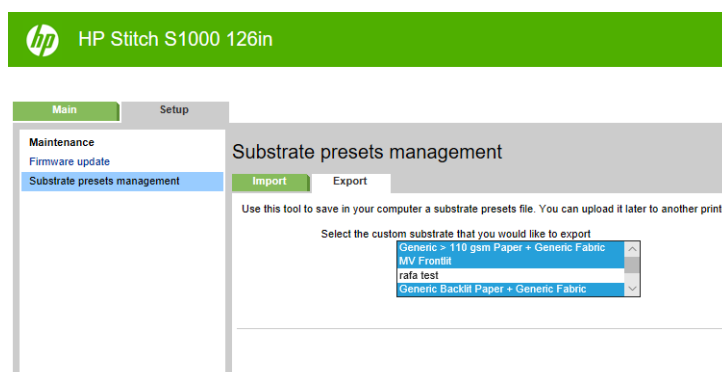 hp HP Stitch S1000 126in
Main Setup
Maintenance
Firmware update
Substrate presets management
Substrate presets management
Import Export
Use this tool to save in your computer a substrate presets file. You can upload it later to another print
Select the custom substrate that you would like to export
Generic > 110 gsm Paper + Generic Fabric
MV Frontlit
rafa test
Generic Backlit Paper + Generic Fabric